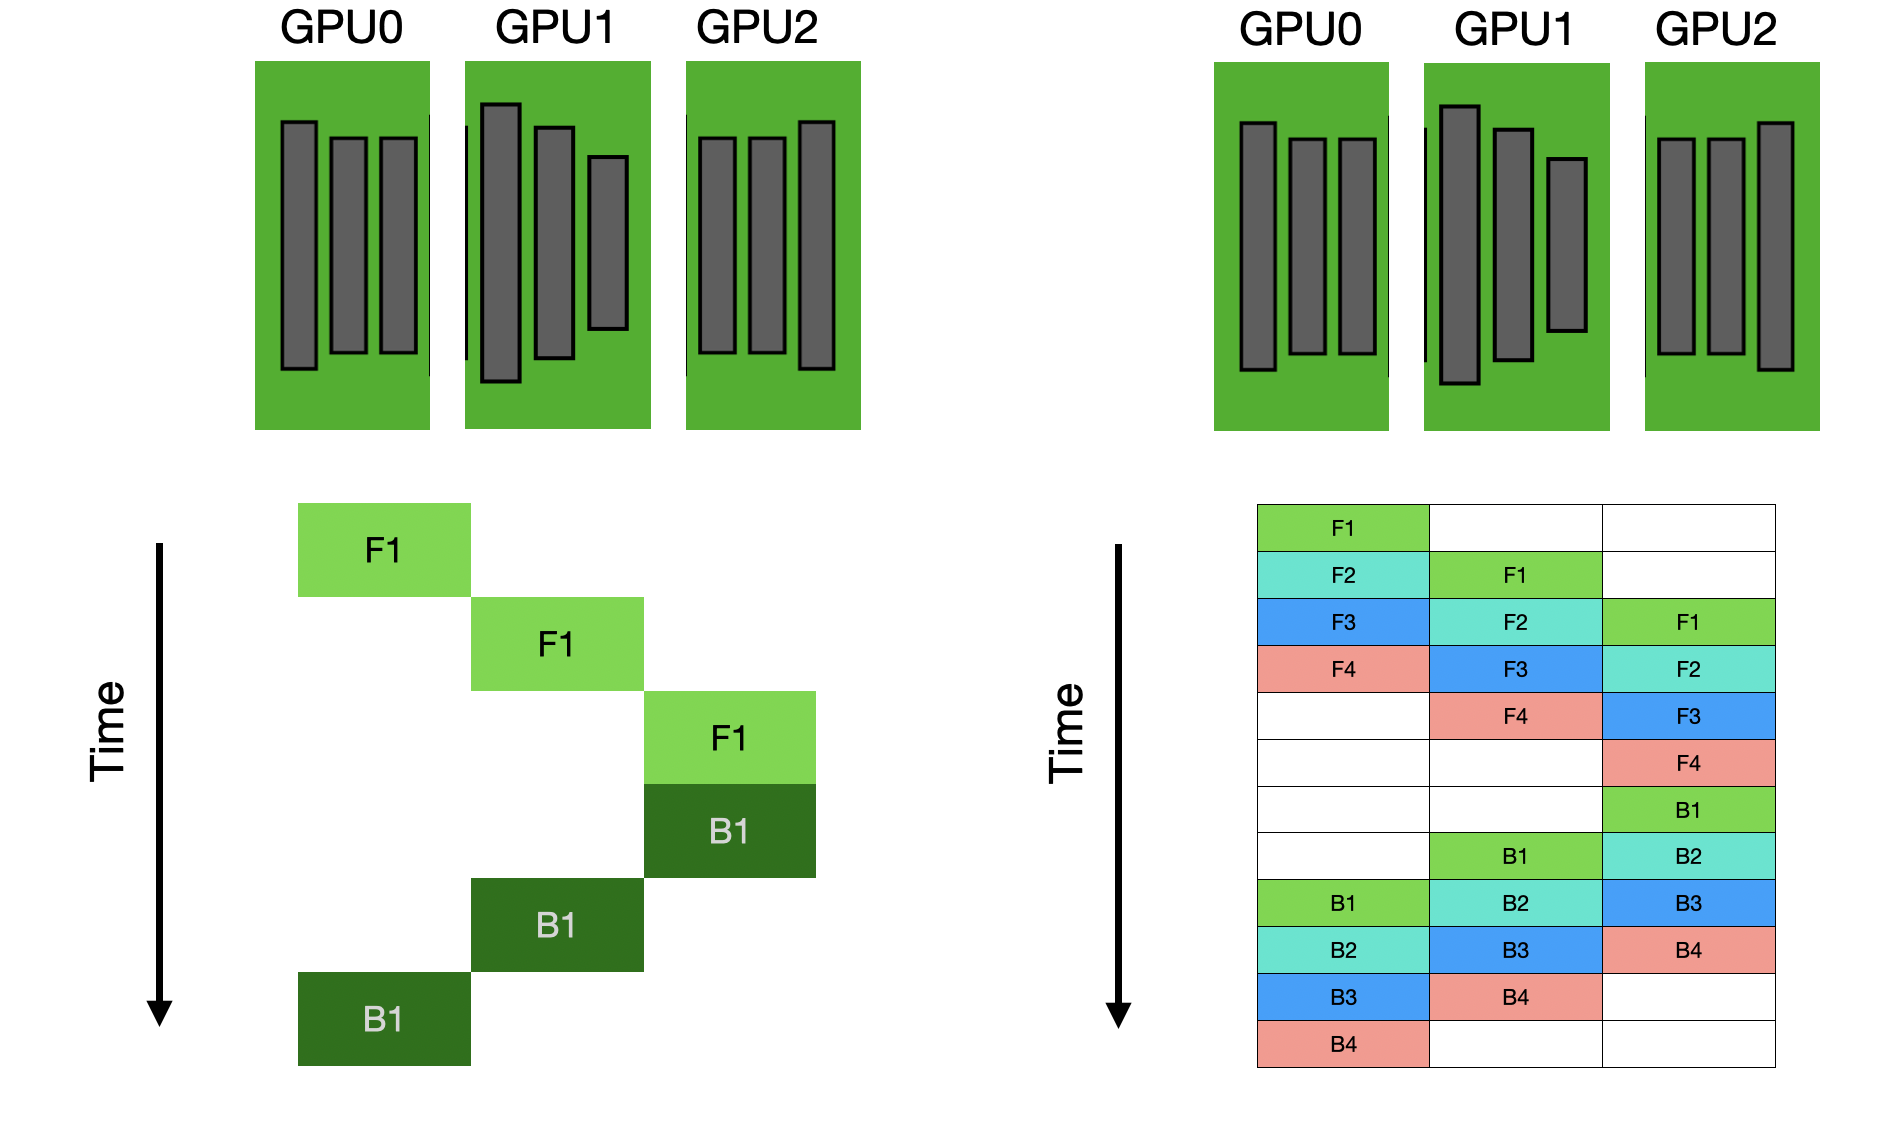 GPU0 GPU1 GPU2
Time
F1
F1
F1
B1
B1
B1
GPU0 GPU1 GPU2
Time
F1
F2 F1
F3 F2 F1
F4 F3 F2
F4 F3
F4
B1
B1 B2
B1 B2 B3
B2 B3 B4
B3 B4
B4